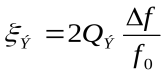 ξ_Ý = 2Q_Ý Δf/f₀